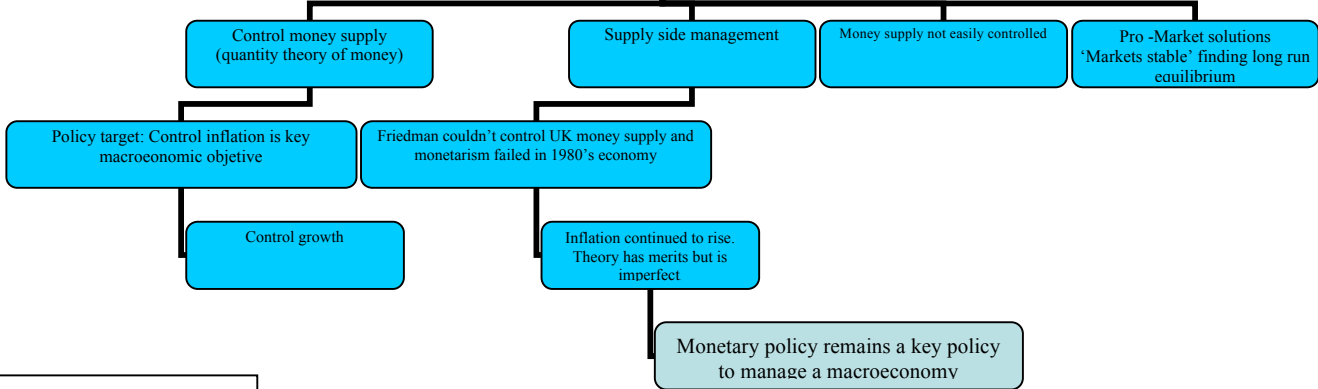 Control money supply
(quantity theory of money)
Supply side management
Money supply not easily controlled
Pro -Market solutions
‘Markets stable’ finding long run
equilibrium
Policy target: Control inflation is key
macroeconomic objetive
Friedman couldn’t control UK money supply and
monetarism failed in 1980’s economy
Control growth
Inflation continued to rise.
Theory has merits but is
imperfect
Monetary policy remains a key policy
to manage a macroeconomy